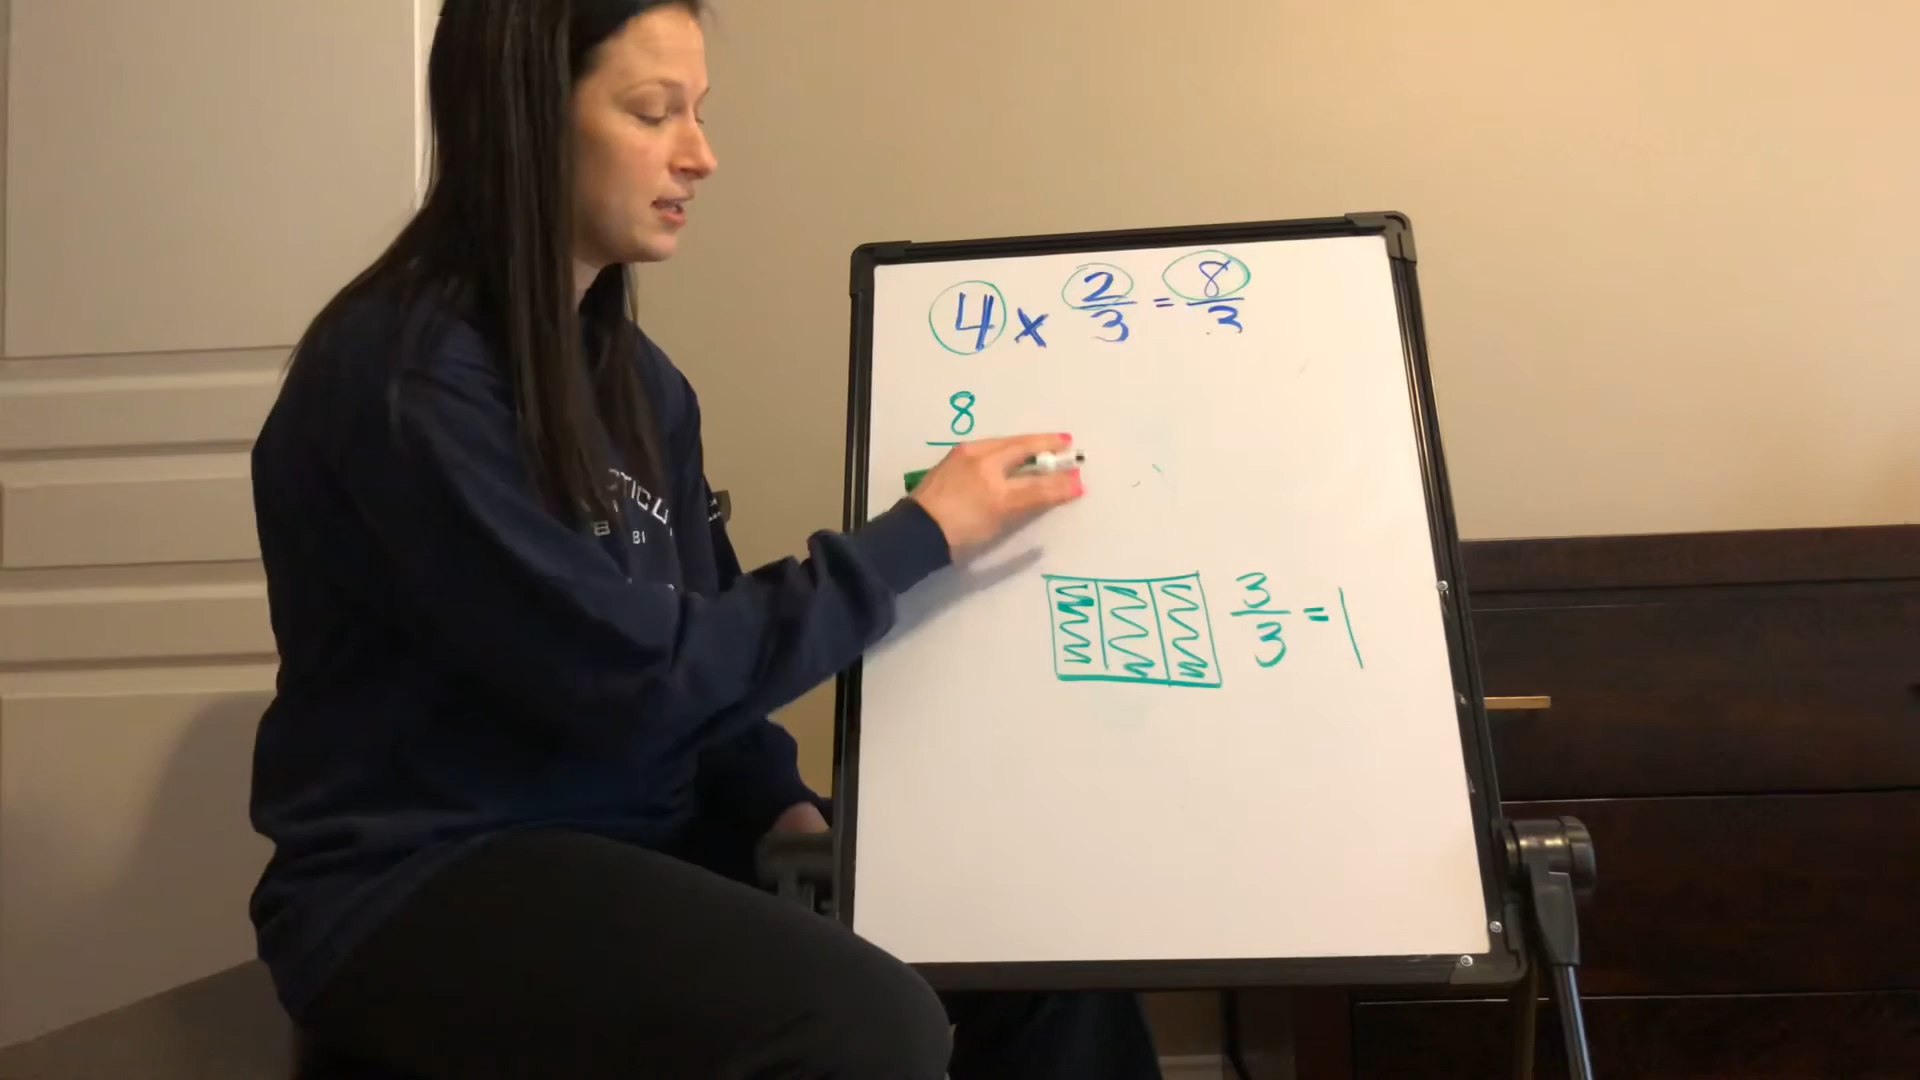 4 x 2/3 = 8/3
8
3/3 = 1